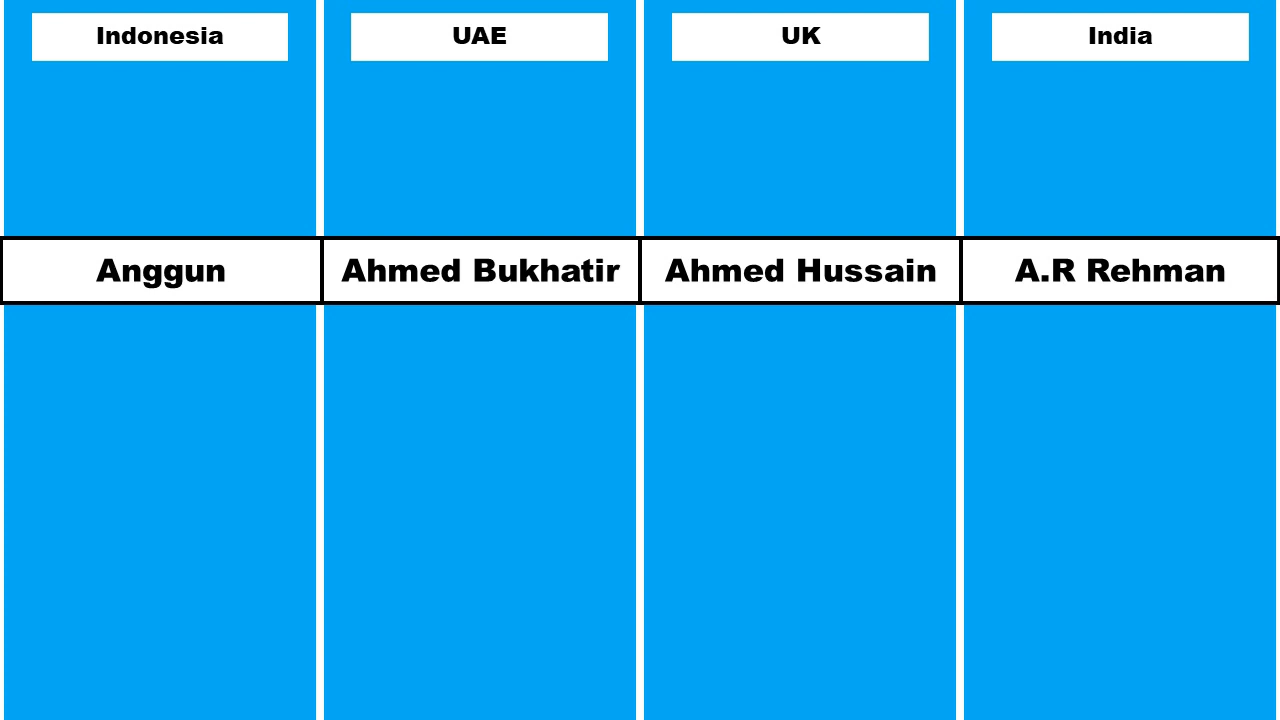 Indonesia
UAE
UK
India
Anggun
Ahmed Bukhatir
Ahmed Hussain
A.R Rehman